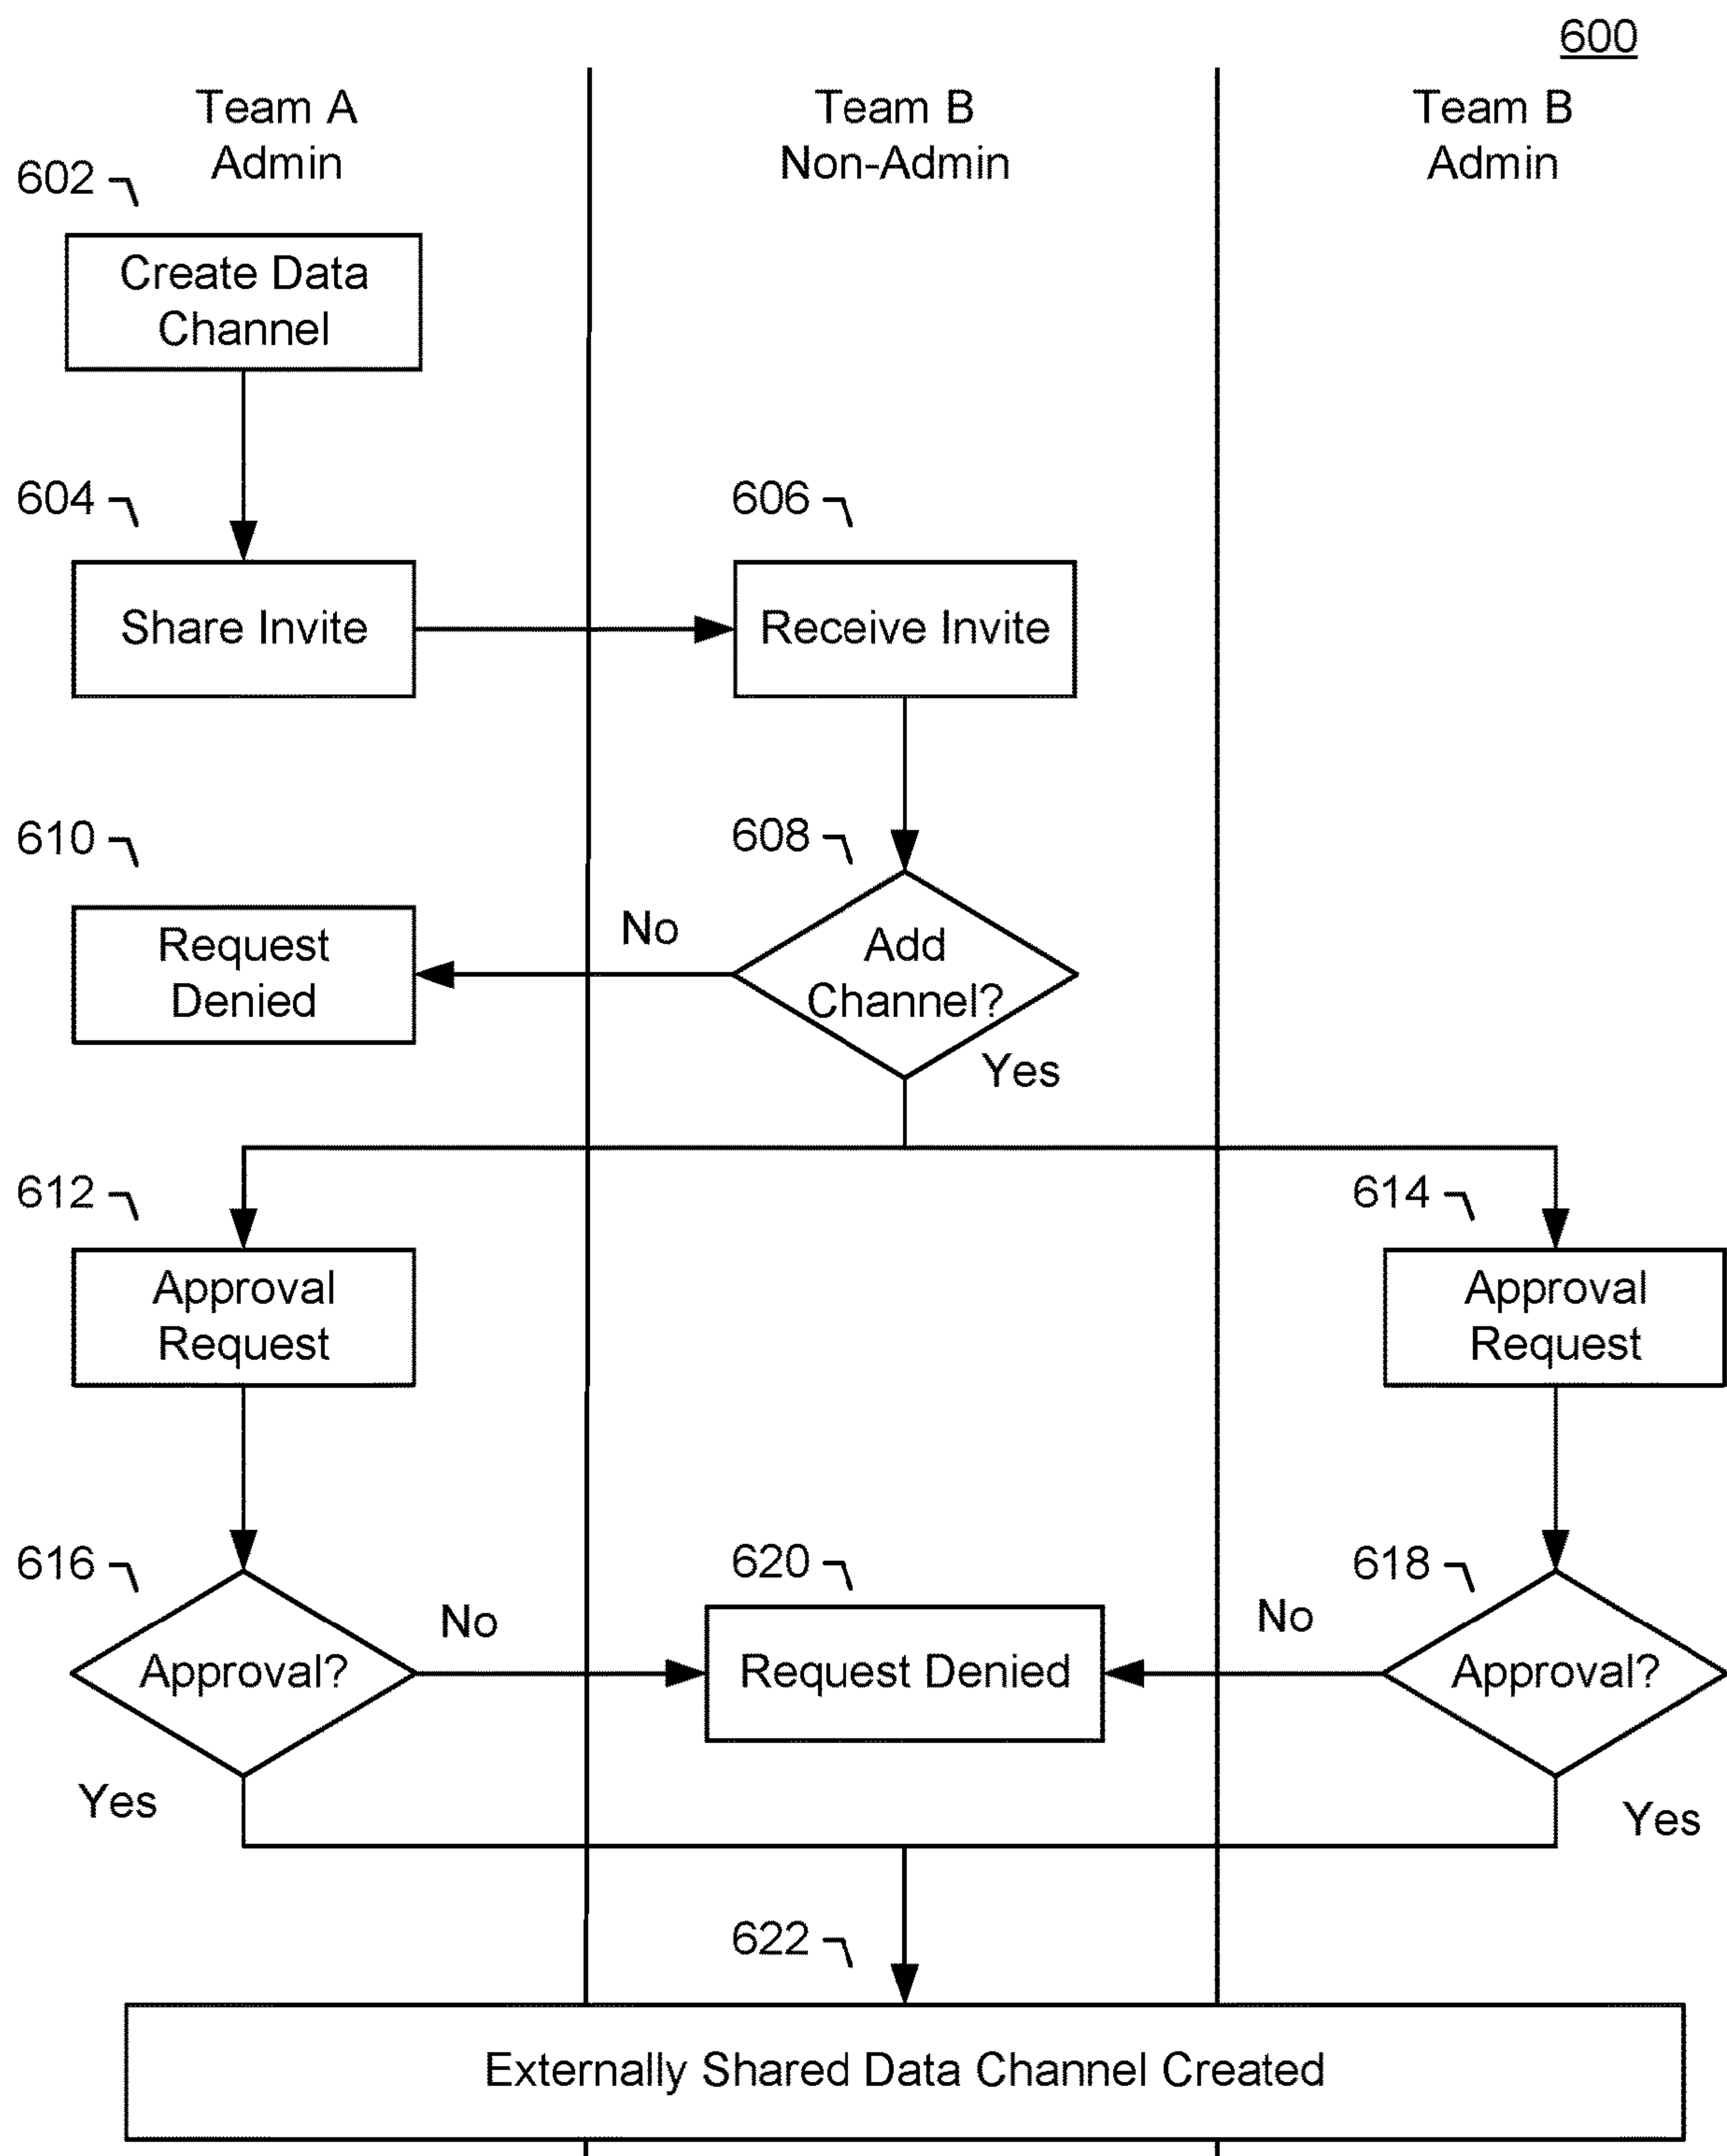 600
Team A
Admin
Team B
Non-Admin
Team B
Admin
602
Create Data
Channel
604
Share Invite
606
Receive Invite
610
Request
Denied
No
608
Add
Channel?
Yes
612
Approval
Request
614
Approval
Request
616
Approval?
No
Yes
620
Request Denied
618
No
Approval?
Yes
622
Externally Shared Data Channel Created